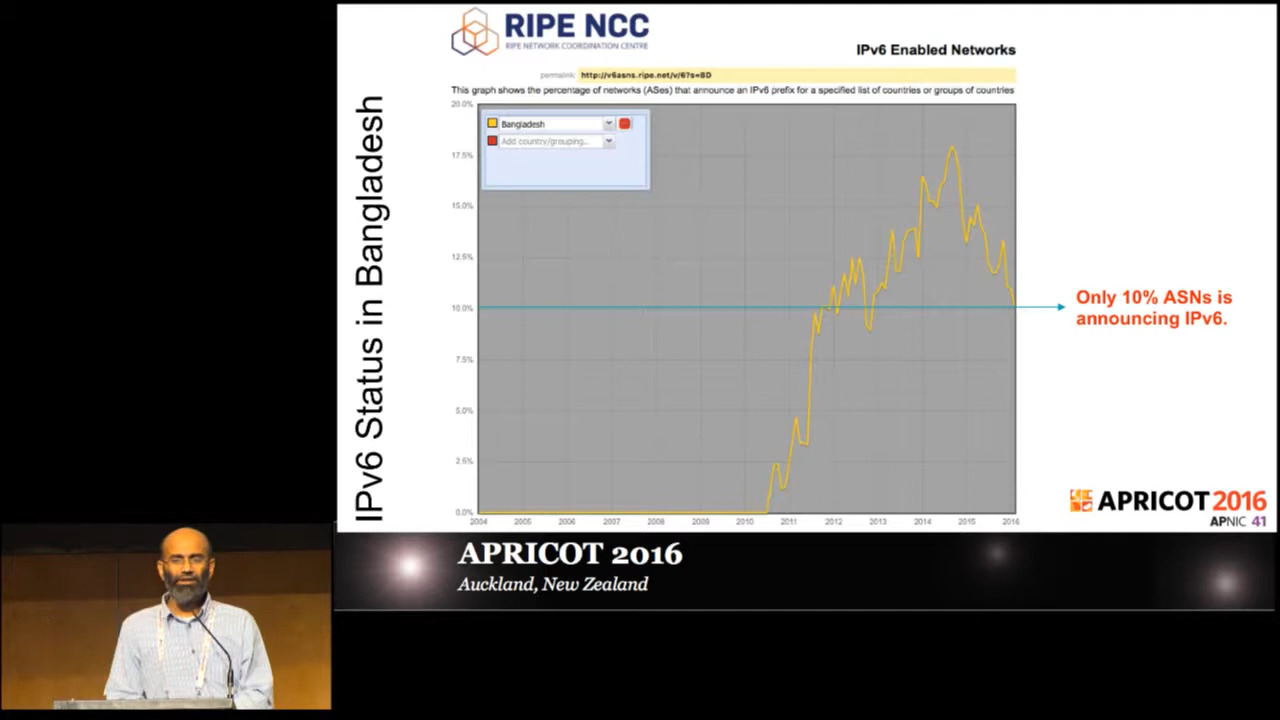 RIPE NCC
RIPE NETWORK COORDINATION CENTRE
IPv6 Enabled Networks
permalink: http://v6asns.ripe.net/v/6?s=BD
This graph shows the percentage of networks (ASes) that announce an IPv6 prefix for a specified list of countries or groups of countries
IPv6 Status in Bangladesh
20.0%
Bangladesh
Add country/grouping...
17.5%
15.0%
12.5%
10.0%
7.5%
5.0%
2.5%
0.0%
2004 2005 2006 2007 2008 2009 2010 2011 2012 2013 2014 2015 2016
Only 10% ASNs is
announcing IPv6.
APRICOT 2016
APNIC 41
APRICOT 2016
Auckland, New Zealand